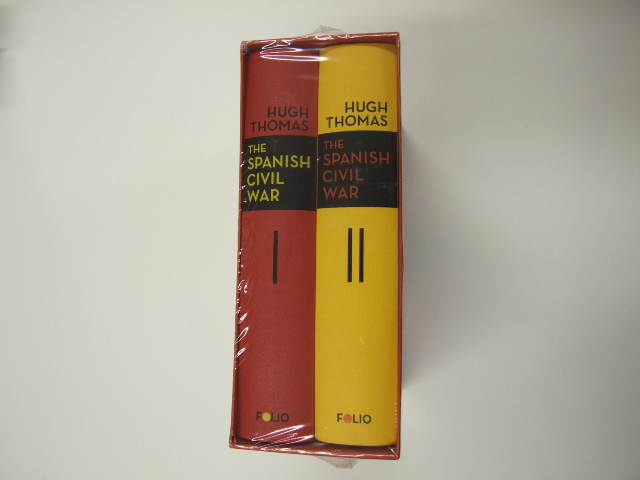 HUGH
THOMAS
THE
SPANISH
CIVIL
WAR
I
FOLIO
HUGH
THOMAS
THE
SPANISH
CIVIL
WAR
II
FOLIO